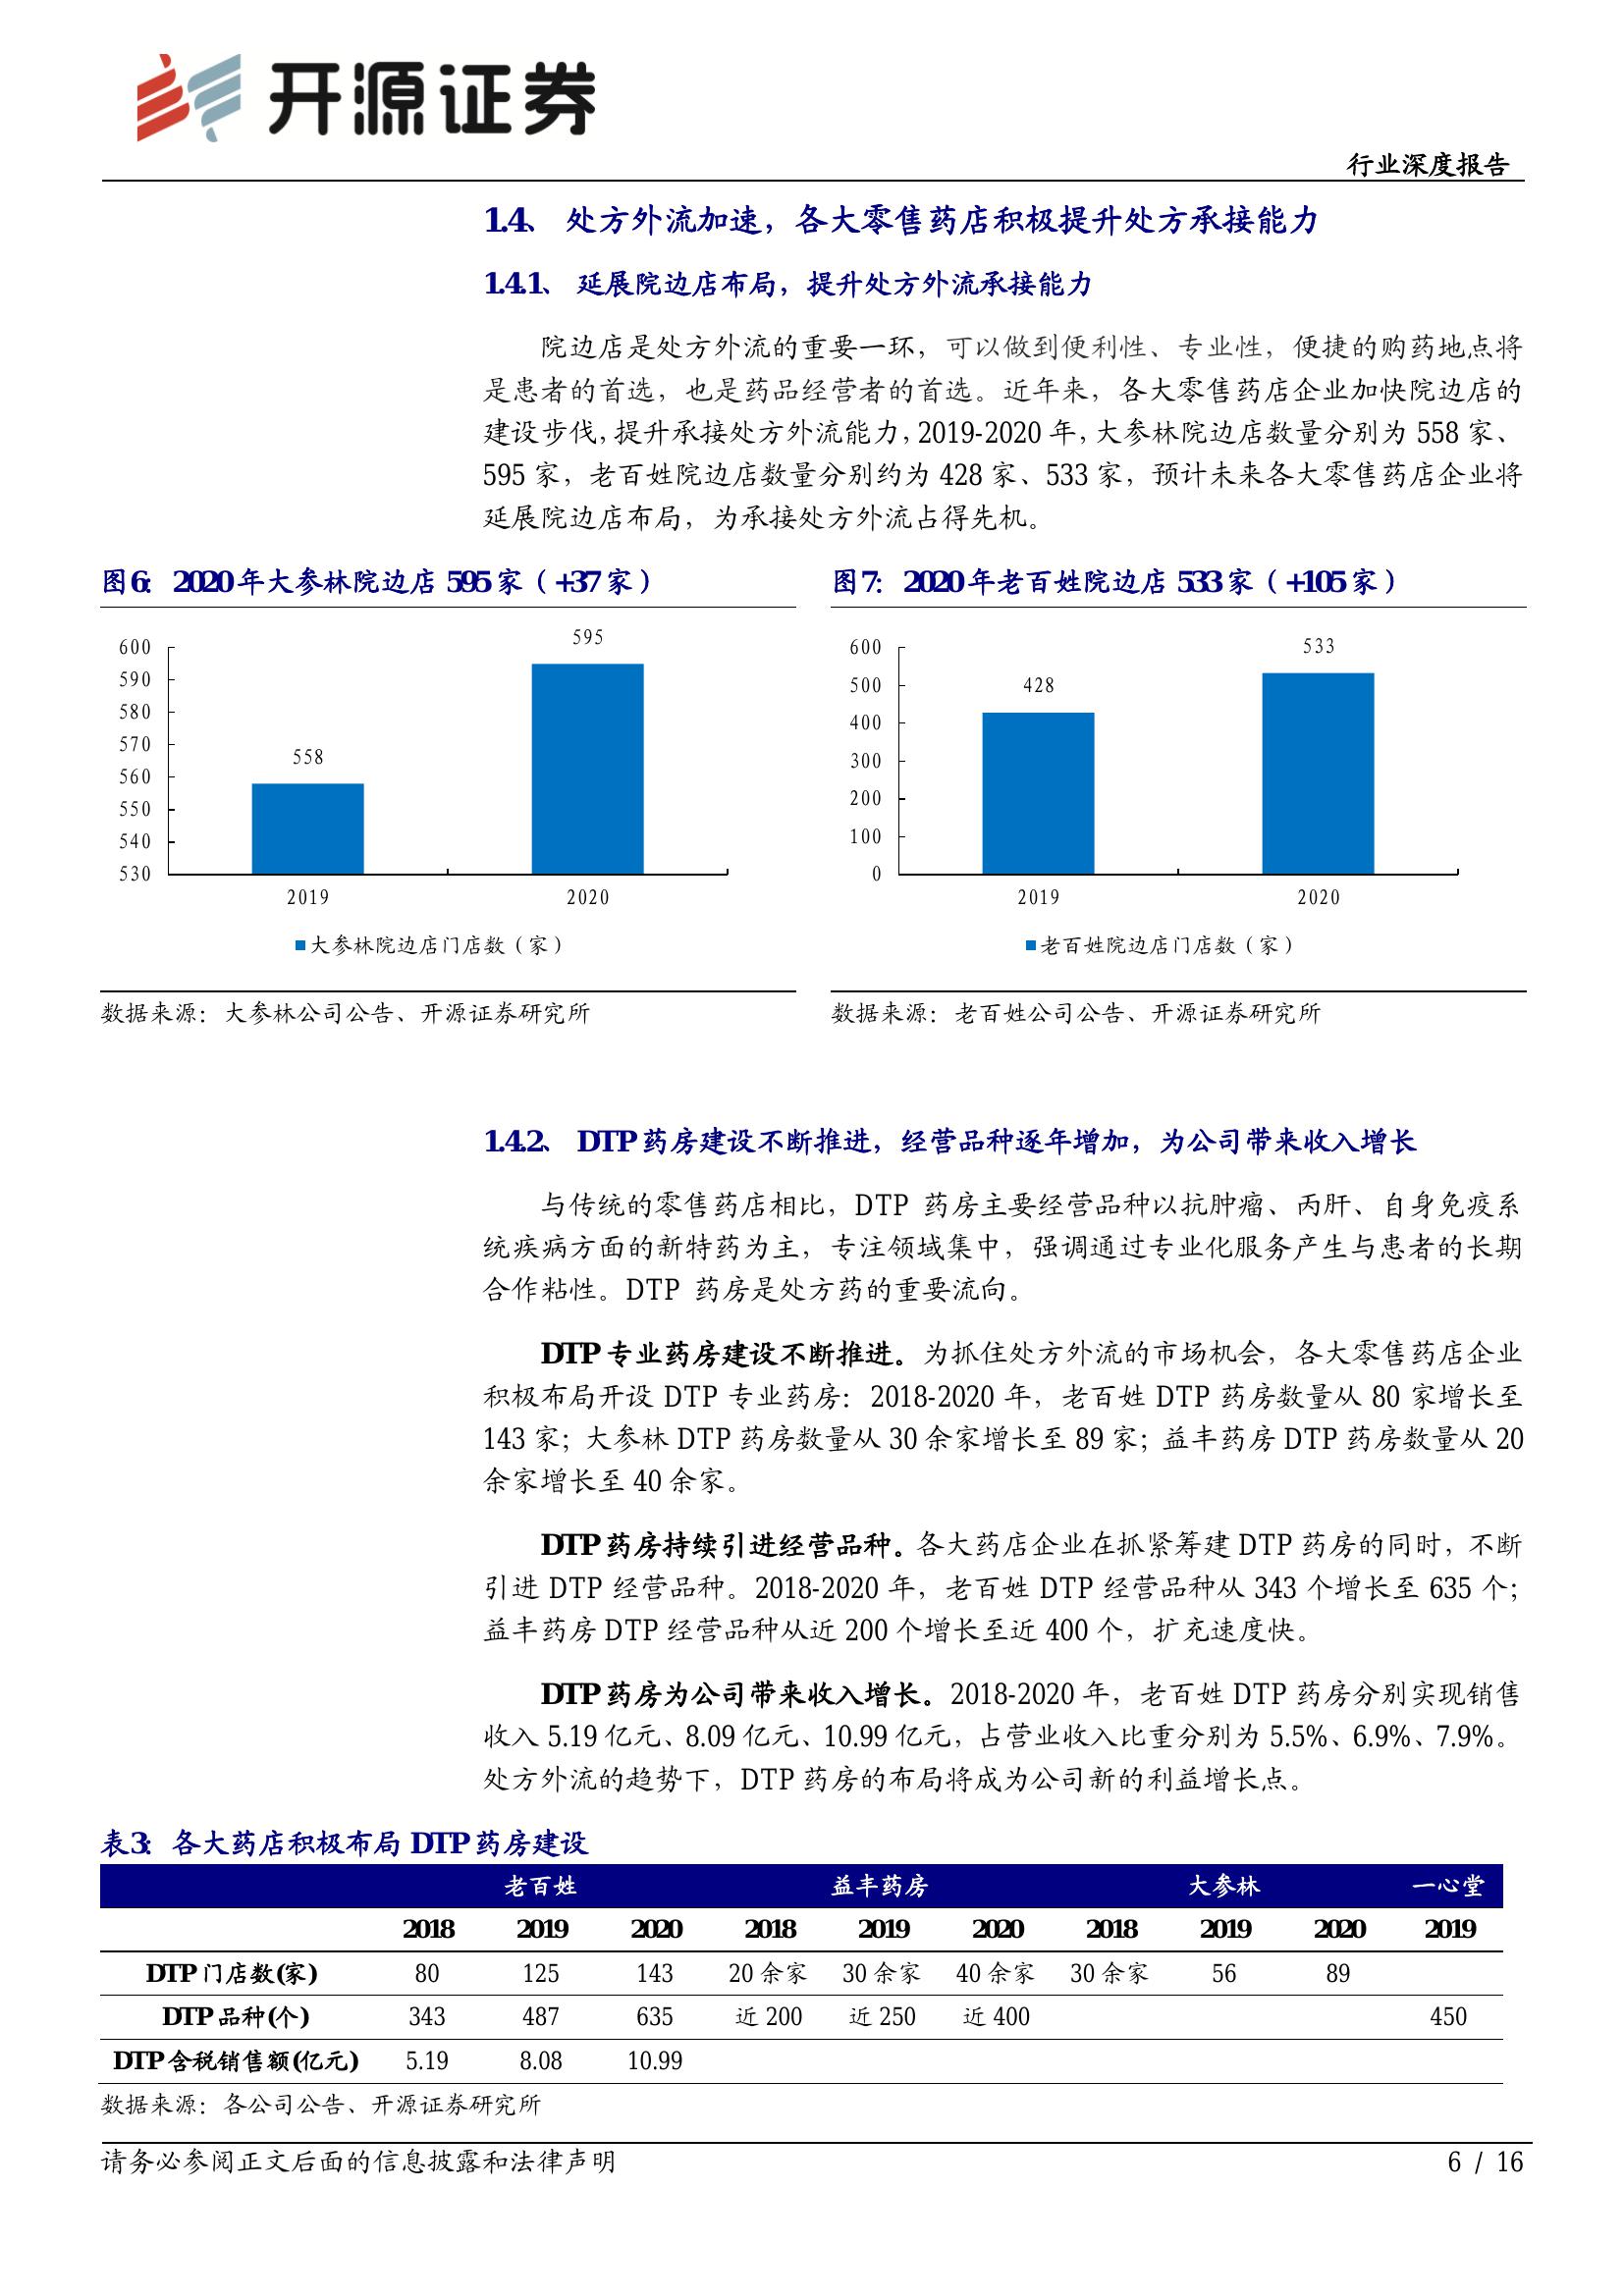 开源证券
行业深度报告
1.4、 处方外流加速，各大零售药店积极提升处方承接能力
1.4.1、 延展院边店布局，提升处方外流承接能力
院边店是处方外流的重要一环，可以做到便利性、专业性，便捷的购药地点将
是患者的首选，也是药品经营者的首选。近年来，各大零售药店企业加快院边店的
建设步伐，提升承接处方外流能力，2019-2020 年，大参林院边店数量分别为 558 家、
595 家，老百姓院边店数量分别约为 428 家、533 家，预计未来各大零售药店企业将
延展院边店布局，为承接处方外流占得先机。
图6： 2020年大参林院边店 595 家（+37 家）
600
590
580
570
560
550
540
530
558
595
2019 2020
大参林院边店门店数（家）
数据来源：大参林公司公告、开源证券研究所
图7： 2020年老百姓院边店 533 家（+105 家）
600
500
400
300
200
100
0
428
533
2019 2020
老百姓院边店门店数（家）
数据来源：老百姓公司公告、开源证券研究所
1.4.2、 DTP 药房建设不断推进，经营品种逐年增加，为公司带来收入增长
与传统的零售药店相比，DTP 药房主要经营品种以抗肿瘤、丙肝、自身免疫系
统疾病方面的新特药为主，专注领域集中，强调通过专业化服务产生与患者的长期
合作粘性。DTP 药房是处方药的重要流向。
DTP 专业药房建设不断推进。为抓住处方外流的市场机会，各大零售药店企业
积极布局开设 DTP 专业药房：2018-2020 年，老百姓 DTP 药房数量从 80 家增长至
143 家；大参林 DTP 药房数量从 30 余家增长至 89 家；益丰药房 DTP 药房数量从 20
余家增长至 40 余家。
DTP 药房持续引进经营品种。各大药店企业在抓紧筹建 DTP 药房的同时，不断
引进 DTP 经营品种。2018-2020 年，老百姓 DTP 经营品种从 343 个增长至 635 个；
益丰药房 DTP 经营品种从近 200 个增长至近 400 个，扩充速度快。
DTP 药房为公司带来收入增长。2018-2020 年，老百姓 DTP 药房分别实现销售
收入 5.19 亿元、8.09 亿元、10.99 亿元，占营业收入比重分别为 5.5%、6.9%、7.9%。
处方外流的趋势下，DTP 药房的布局将成为公司新的利益增长点。
表3： 各大药店积极布局 DTP 药房建设
老百姓 益丰药房 大参林 一心堂
2018 2019 2020 2018 2019 2020 2018 2019 2020 2019
DTP 门店数(家) 80 125 143 20 余家 30 余家 40 余家 30 余家 56 89
DTP 品种(个) 343 487 635 近 200 近 250 近 400 450
DTP 含税销售额(亿元) 5.19 8.08 10.99
数据来源：各公司公告、开源证券研究所
请务必参阅正文后面的信息披露和法律声明 6 / 16